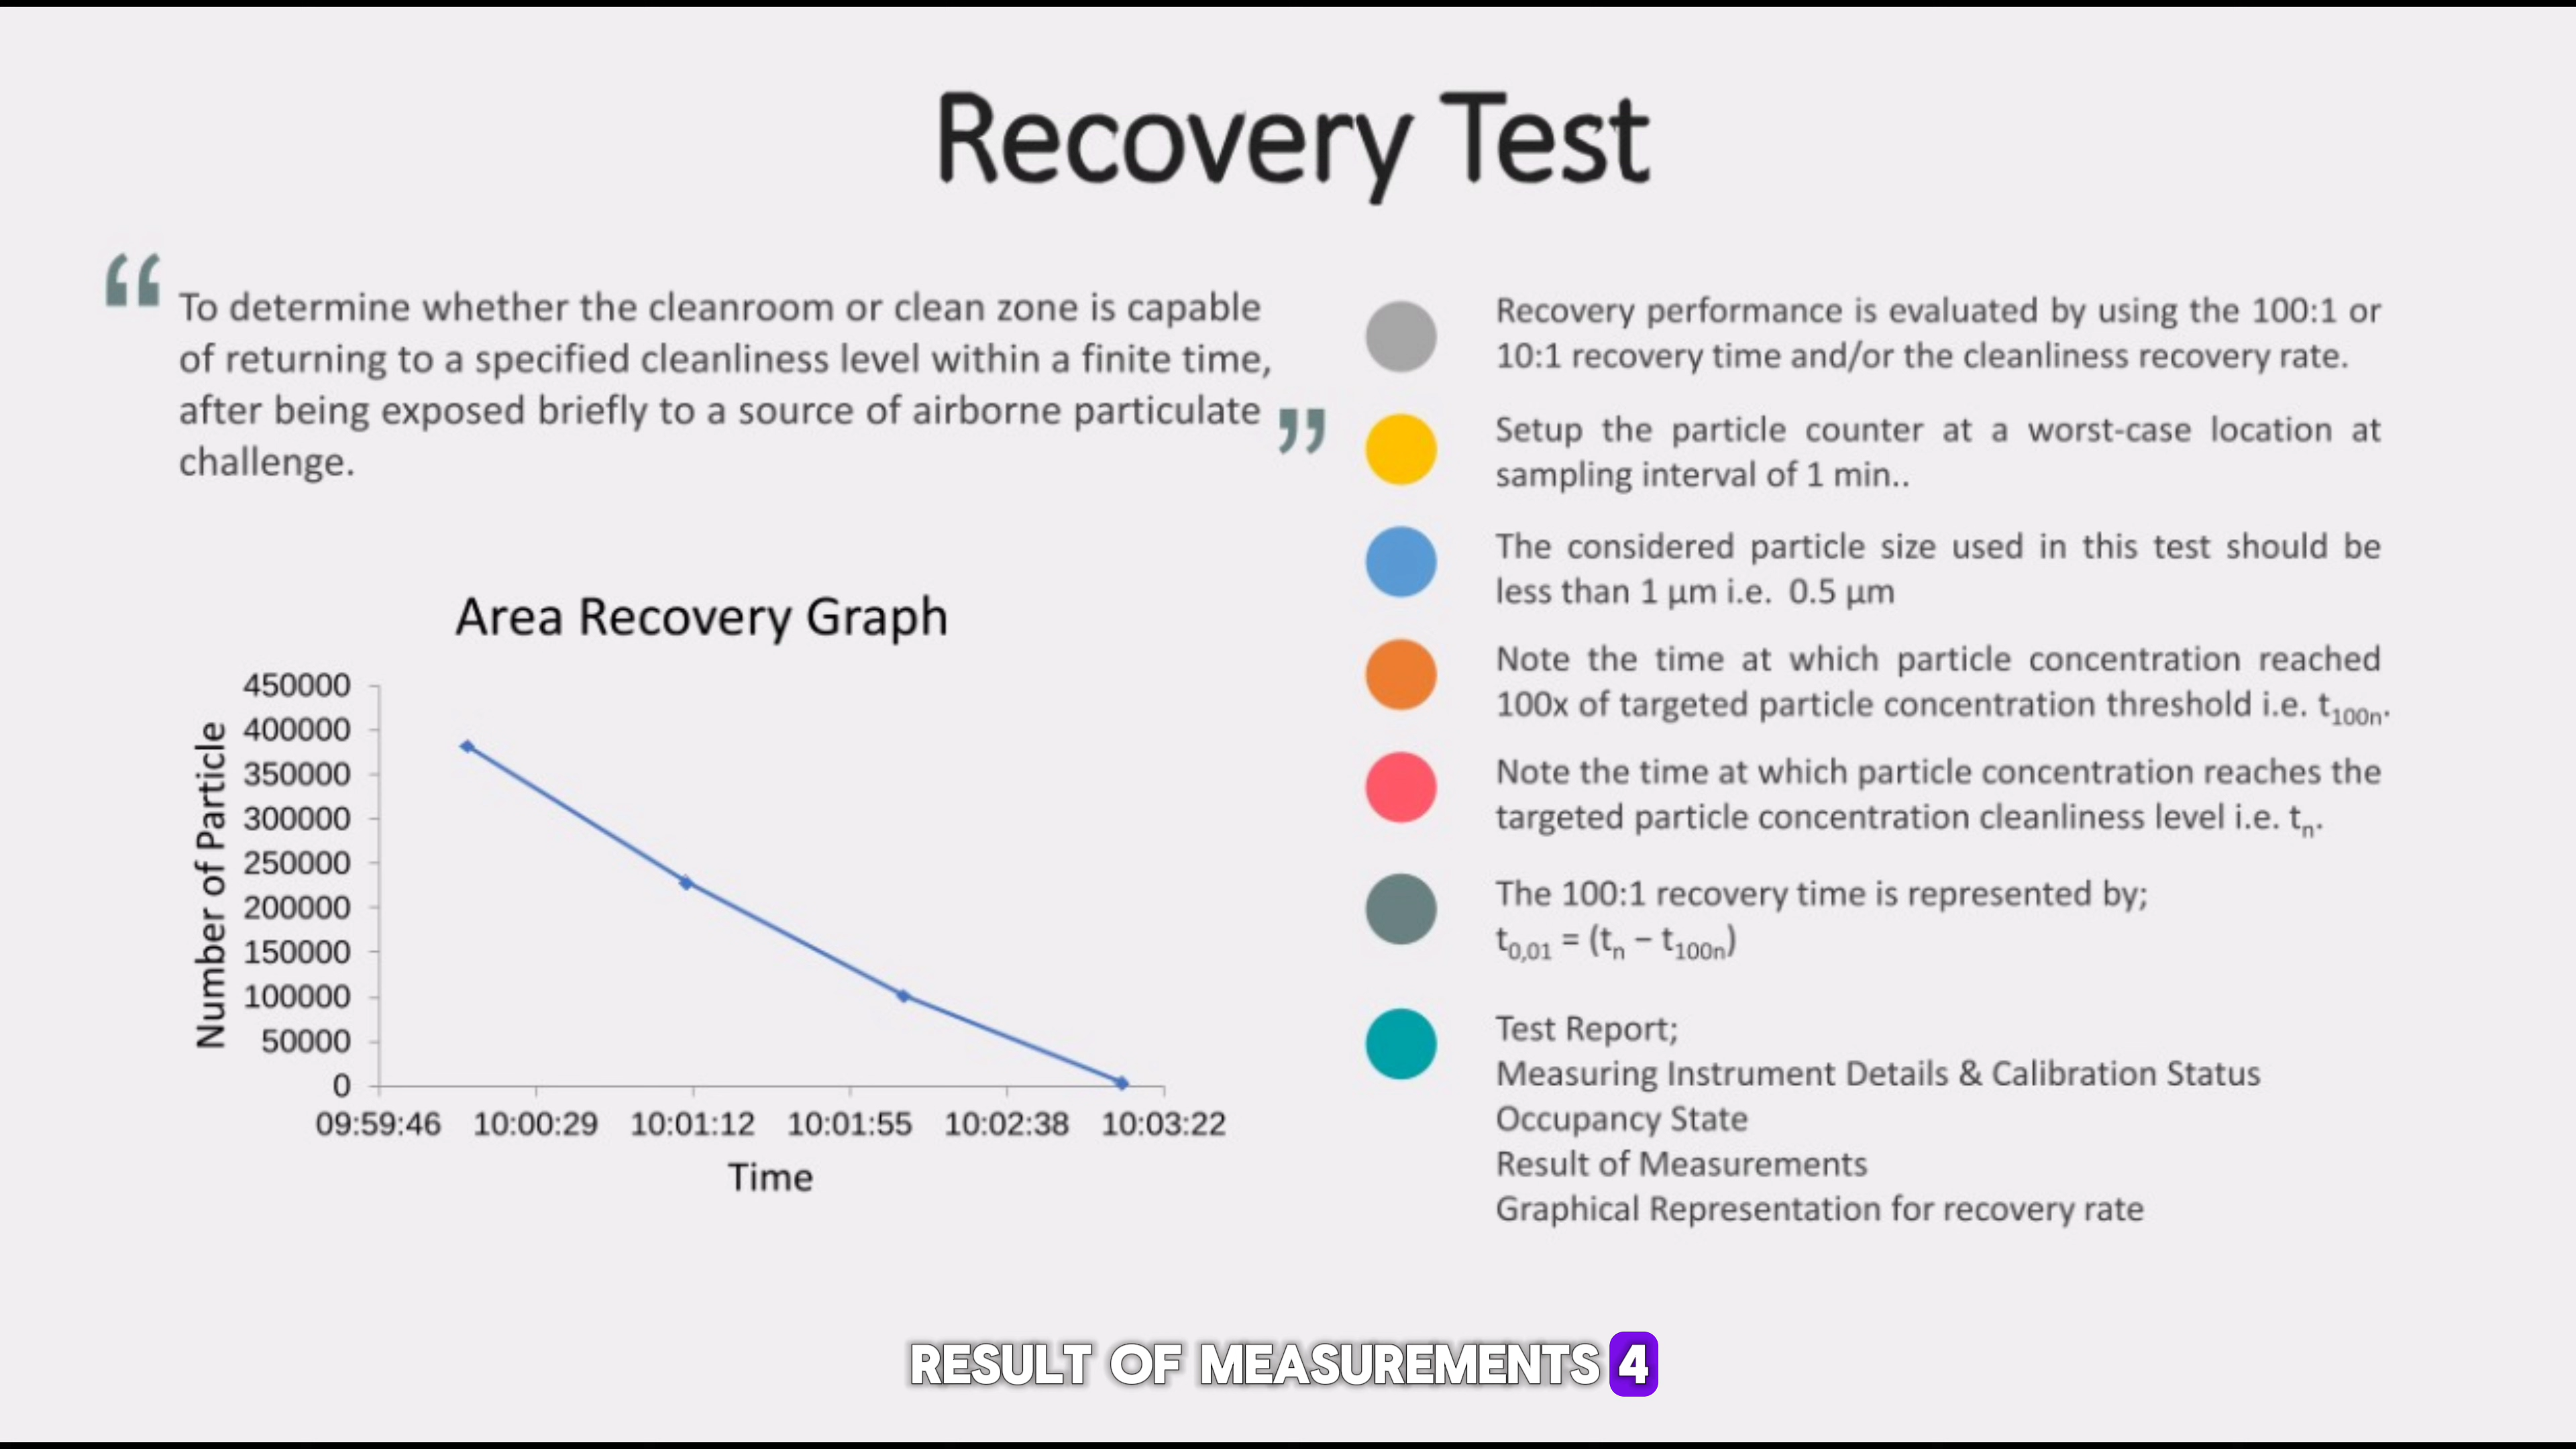 Recovery Test
“
To determine whether the cleanroom or clean zone is capable
of returning to a specified cleanliness level within a finite time,
after being exposed briefly to a source of airborne particulate
challenge.
”
Area Recovery Graph
Number of Particle
450000
400000
350000
300000
250000
200000
150000
100000
50000
0
09:59:46 10:00:29 10:01:12 10:01:55 10:02:38 10:03:22
Time
Recovery performance is evaluated by using the 100:1 or
10:1 recovery time and/or the cleanliness recovery rate.
Setup the particle counter at a worst-case location at
sampling interval of 1 min..
The considered particle size used in this test should be
less than 1 μm i.e. 0.5 μm
Note the time at which particle concentration reached
100x of targeted particle concentration threshold i.e. t100n.
Note the time at which particle concentration reaches the
targeted particle concentration cleanliness level i.e. tn.
The 100:1 recovery time is represented by;
t0,01 = (tn − t100n)
Test Report;
Measuring Instrument Details & Calibration Status
Occupancy State
Result of Measurements
Graphical Representation for recovery rate
RESULT OF MEASUREMENTS 4